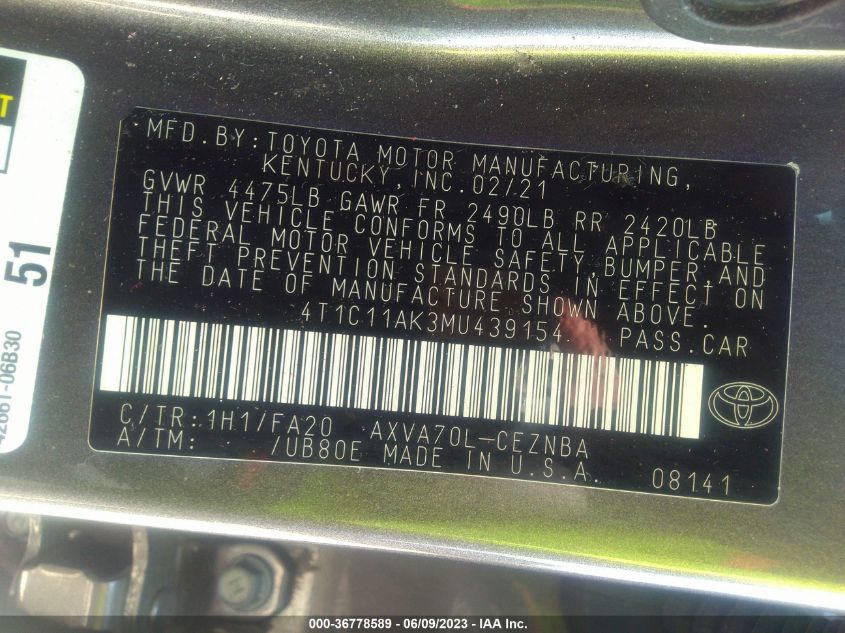 T
51
42661-06B30
MFD.BY:TOYOTA MOTOR MANUFACTURING,
KENTUCKY,INC.02/21
GVWR 4475LB GAWR FR 2490LB RR 2420LB
THIS VEHICLE CONFORMS TO ALL APPLICABLE
FEDERAL MOTOR VEHICLE SAFETY,BUMPER,AND
THEFT PREVENTION STANDARDS IN EFFECT ON
THE DATE OF MANUFACTURE SHOWN ABOVE.
4T1C11AK3MU439154 PASS.CAR
C/TR:1H1/FA20 AXVA70L-CEZNBA
A/TM: /UB80E MADE IN U.S.A.
08141
000-36778589 - 06/09/2023 - IAA Inc.